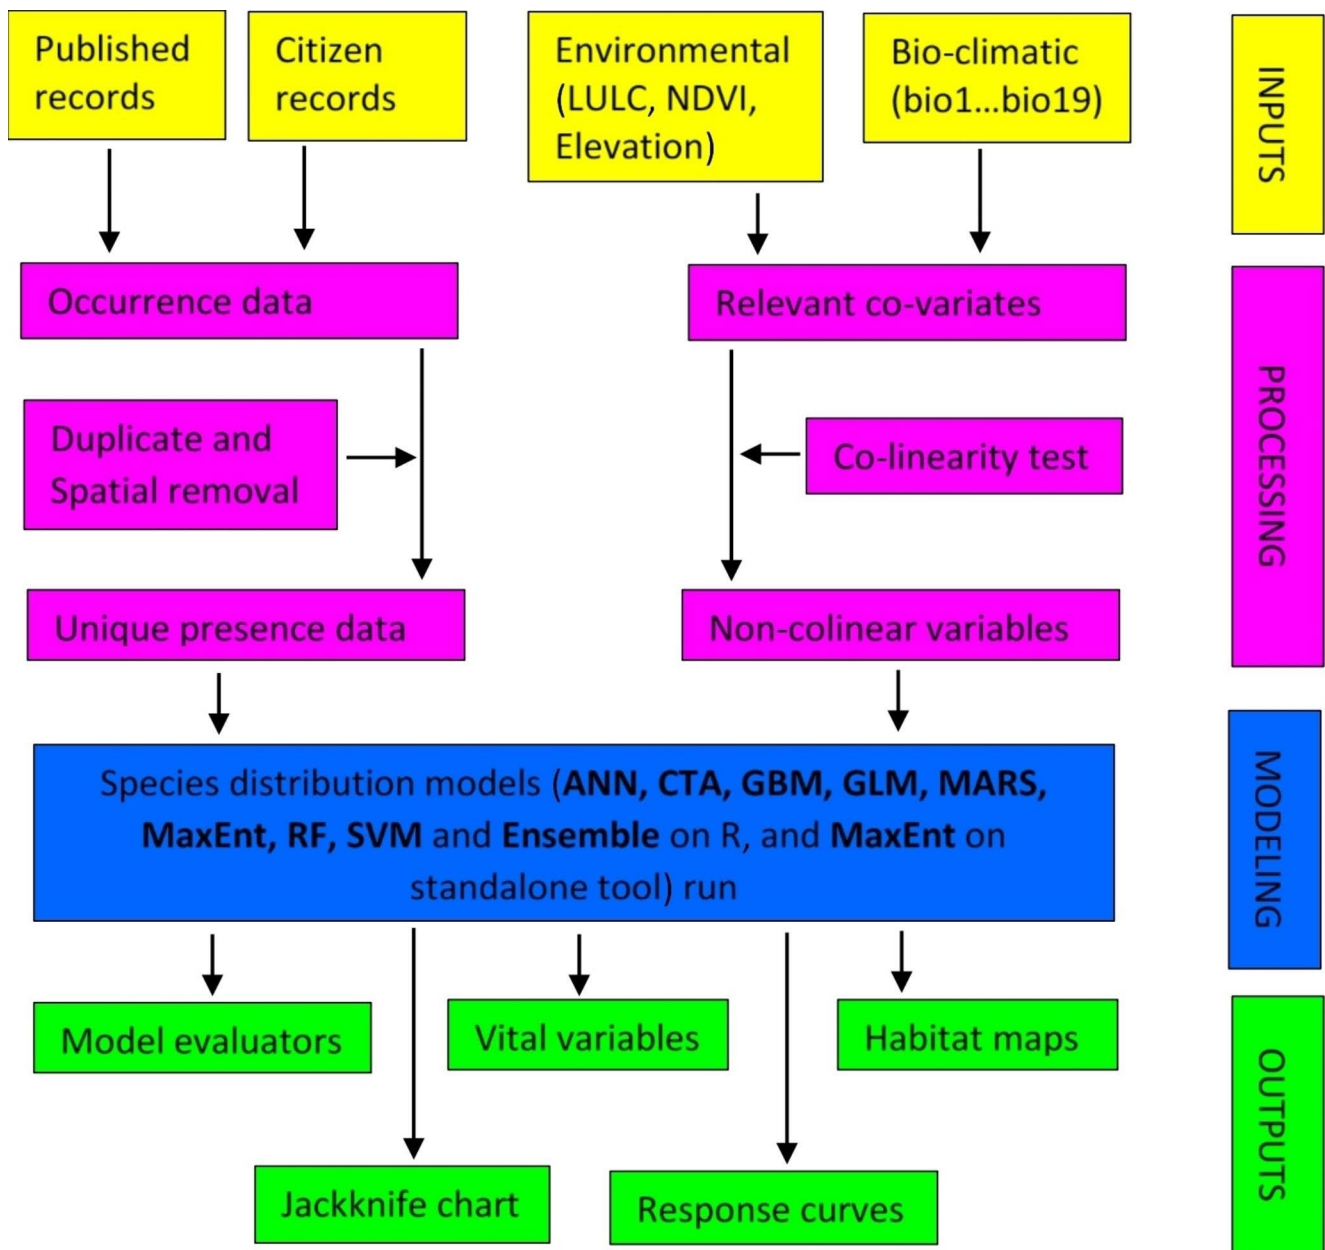 Published
records
Citizen
records
Environmental
(LULC, NDVI,
Elevation)
Bio-climatic
(bio1...bio19)
INPUTS
Occurrence data
Relevant co-variates
Duplicate and
Spatial removal
Co-linearity test
PROCESSING
Unique presence data
Non-colinear variables
Species distribution models (ANN, CTA, GBM, GLM, MARS,
MaxEnt, RF, SVM and Ensemble on R, and MaxEnt on
standalone tool) run
MODELING
Model evaluators
Vital variables
Habitat maps
Jackknife chart
Response curves
OUTPUTS